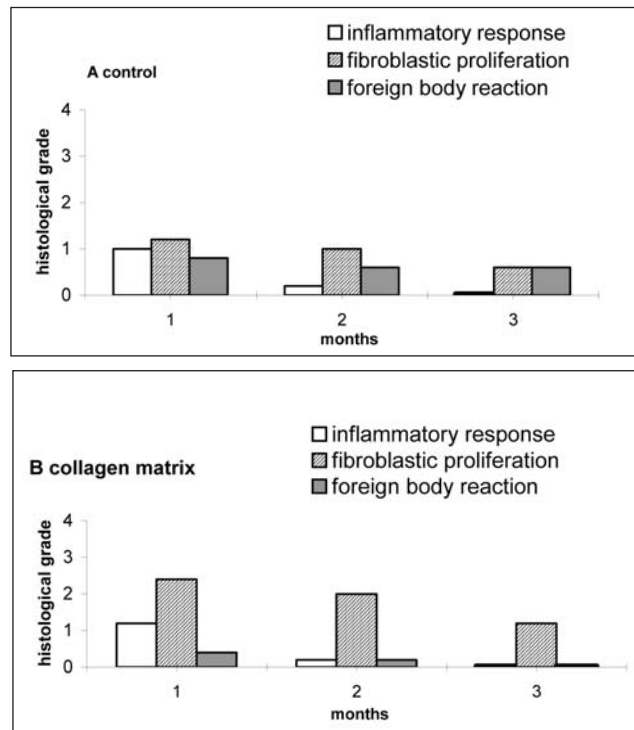 inflammatory response
fibroblastic proliferation
A control
foreign body reaction
4
3
2
1
0
histological grade
1 2 3
months
inflammatory response
fibroblastic proliferation
B collagen matrix
foreign body reaction
4
3
2
1
0
histological grade
1 2 3
months